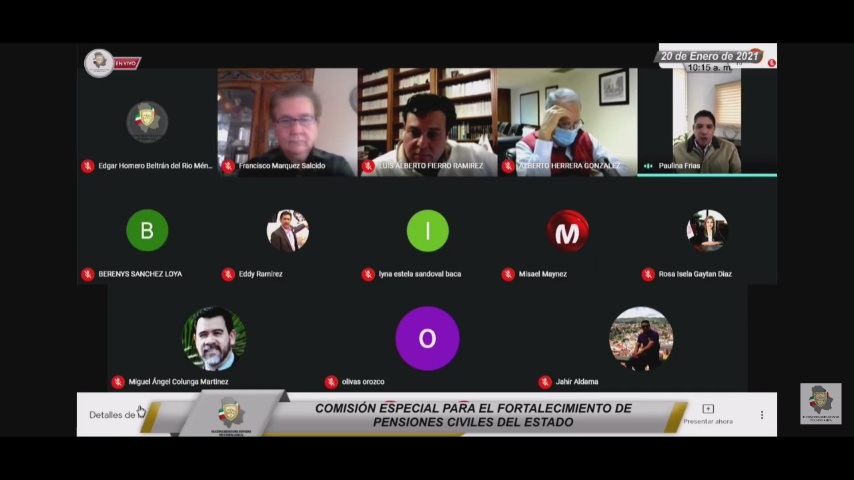 EN VIVO
20 de Enero de 2021
10:15 a. m.
Edgar Homero Beltrán del Rio Mén...
Francisco Marquez Salcido
LUIS ALBERTO FIERRO RAMIREZ
ALBERTO HERRERA GONZALEZ
Paulina Frias
B
I
M
BERENYS SANCHEZ LOYA
Eddy Ramírez
lyna estela sandoval baca
Misael Maynez
Rosa Isela Gaytan Diaz
O
Miguel Ángel Colunga Martinez
olivas orozco
Jahir Aldama
Detalles de
COMISIÓN ESPECIAL PARA EL FORTALECIMIENTO DE
PENSIONES CIVILES DEL ESTADO
Presentar ahora